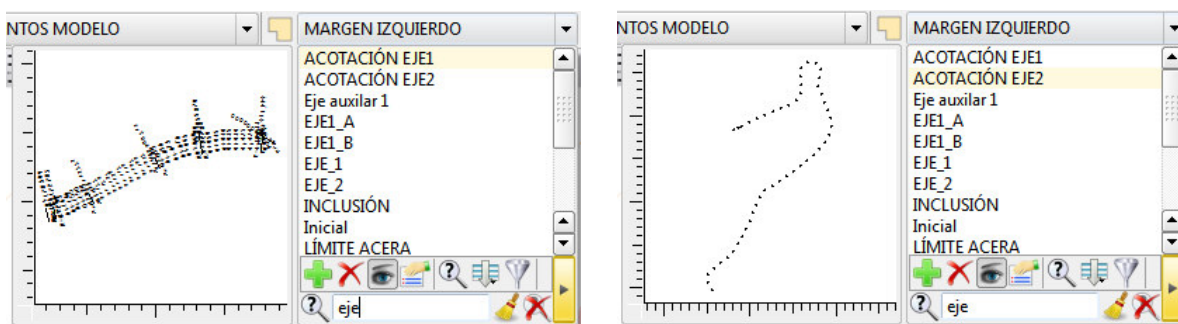 NTOS MODELO
MARGEN IZQUIERDO
ACOTACIÓN EJE1
ACOTACIÓN EJE2
Eje auxilar 1
EJE1_A
EJE1_B
EJE_1
EJE_2
INCLUSIÓN
Inicial
LÍMITE ACERA
eje
NTOS MODELO
MARGEN IZQUIERDO
ACOTACIÓN EJE1
ACOTACIÓN EJE2
Eje auxilar 1
EJE1_A
EJE1_B
EJE_1
EJE_2
INCLUSIÓN
Inicial
LÍMITE ACERA
eje